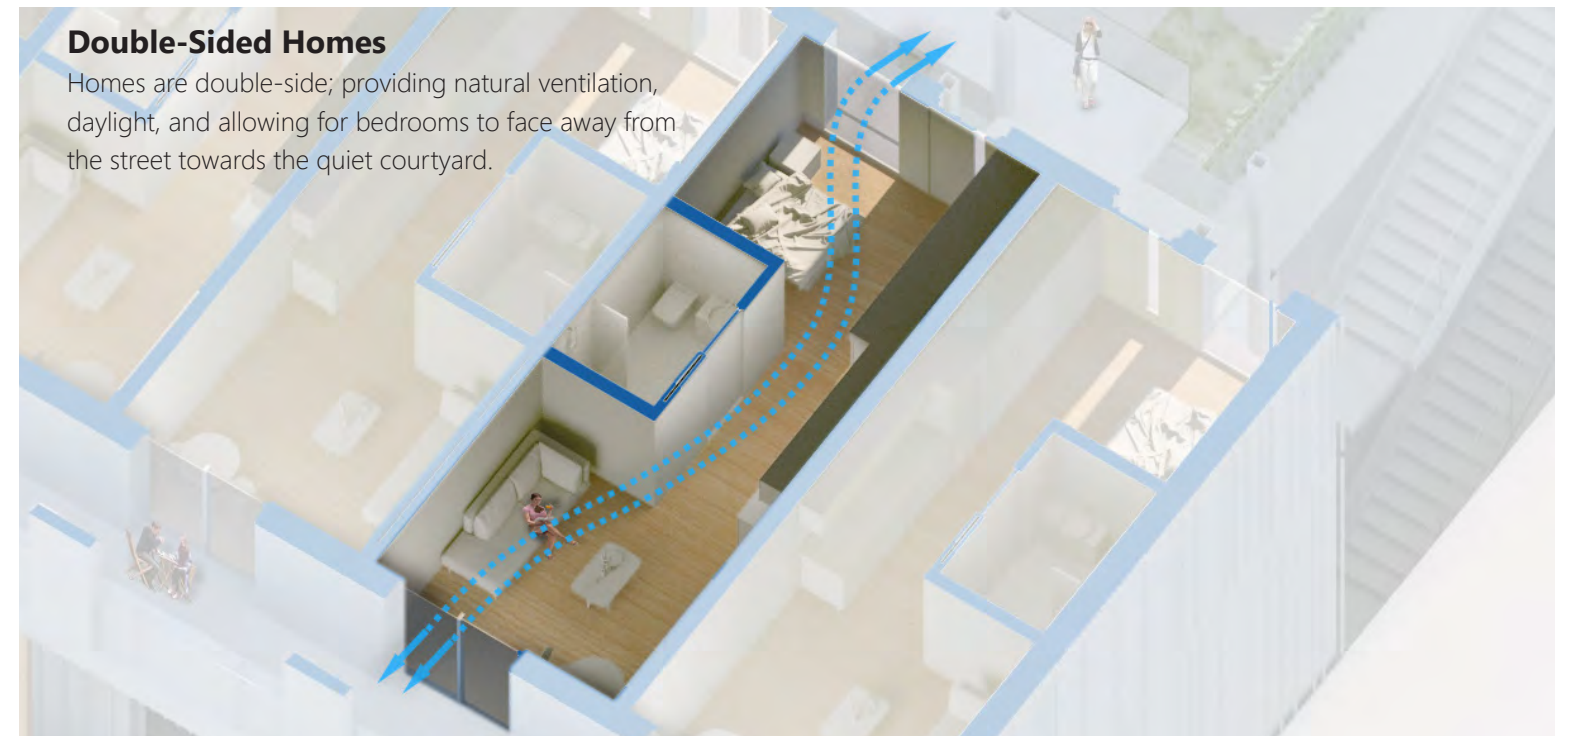 Double-Sided Homes
Homes are double-side; providing natural ventilation,
daylight, and allowing for bedrooms to face away from
the street towards the quiet courtyard.